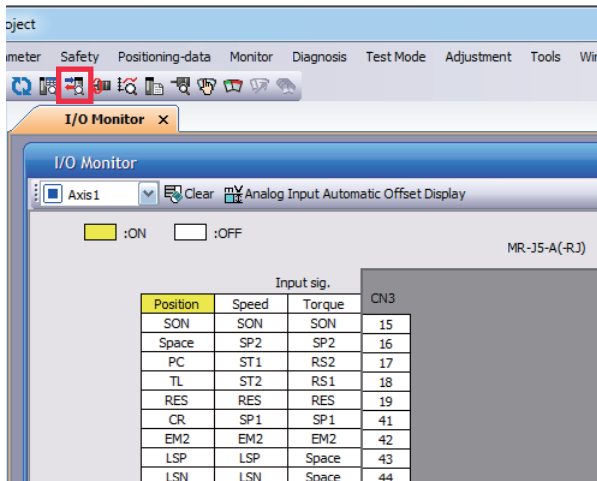 oject
meter Safety Positioning-data Monitor Diagnosis Test Mode Adjustment Tools Wi
I/O Monitor ×
I/O Monitor
Axis1 Clear Analog Input Automatic Offset Display
:ON :OFF
MR-J5-A(-RJ)
Input sig.
Position Speed Torque CN3
SON SON SON 15
Space SP2 SP2 16
PC ST1 RS2 17
TL ST2 RS1 18
RES RES RES 19
CR SP1 SP1 41
EM2 EM2 EM2 42
LSP LSP Space 43
LSN LSN Space 44